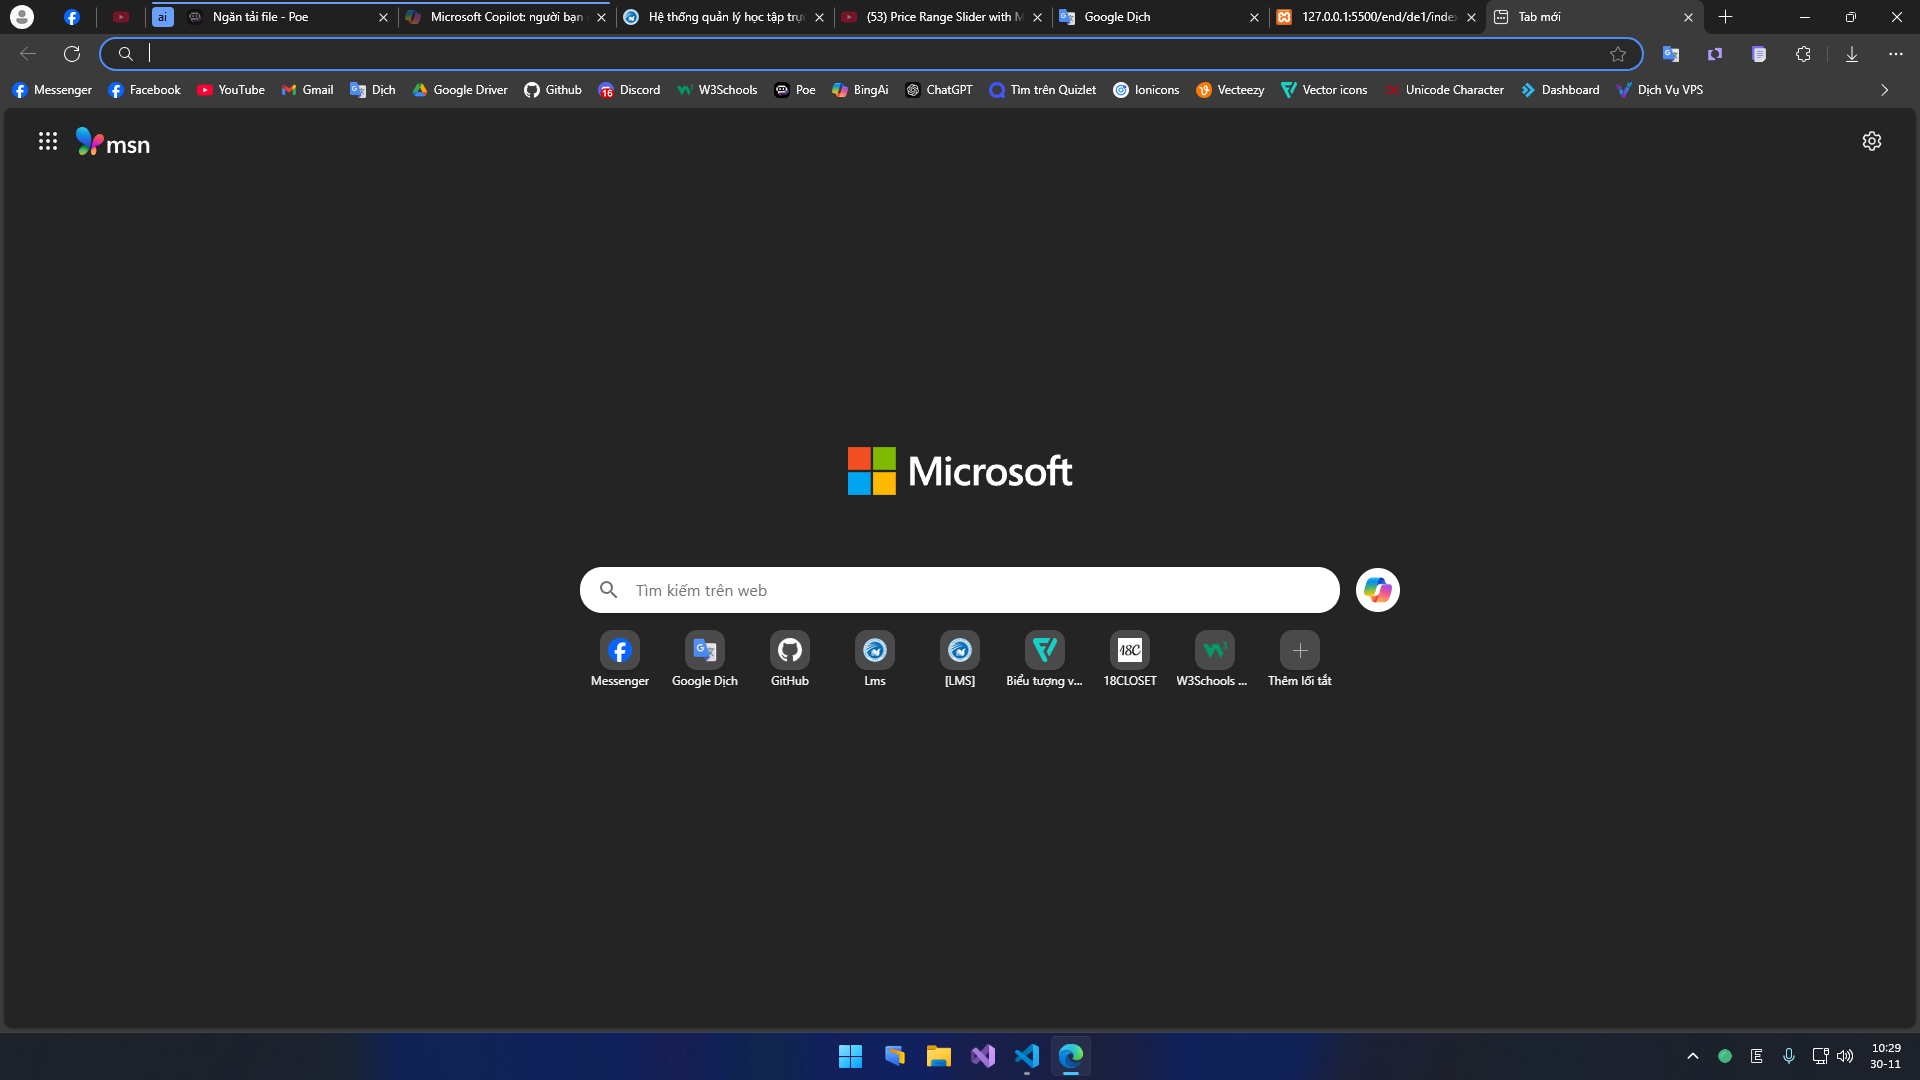 ai
Ngăn tải file - Poe
Microsoft Copilot: người bạn
Hệ thống quản lý học tập trực
(53) Price Range Slider with M
Google Dịch
127.0.0.1:5500/end/de1/index
Tab mới
Messenger
Facebook
YouTube
Gmail
Dịch
Google Driver
Github
16
Discord
W3Schools
Poe
BingAi
ChatGPT
Tìm trên Quizlet
Ionicons
Vecteezy
Vector icons
Unicode Character
Dashboard
Dịch Vụ VPS
msn
Microsoft
Tìm kiếm trên web
18C
Messenger
Google Dịch
GitHub
Lms
[LMS]
Biểu tượng v...
18CLOSET
W3Schools ...
Thêm lối tắt
E
10:29
30-11